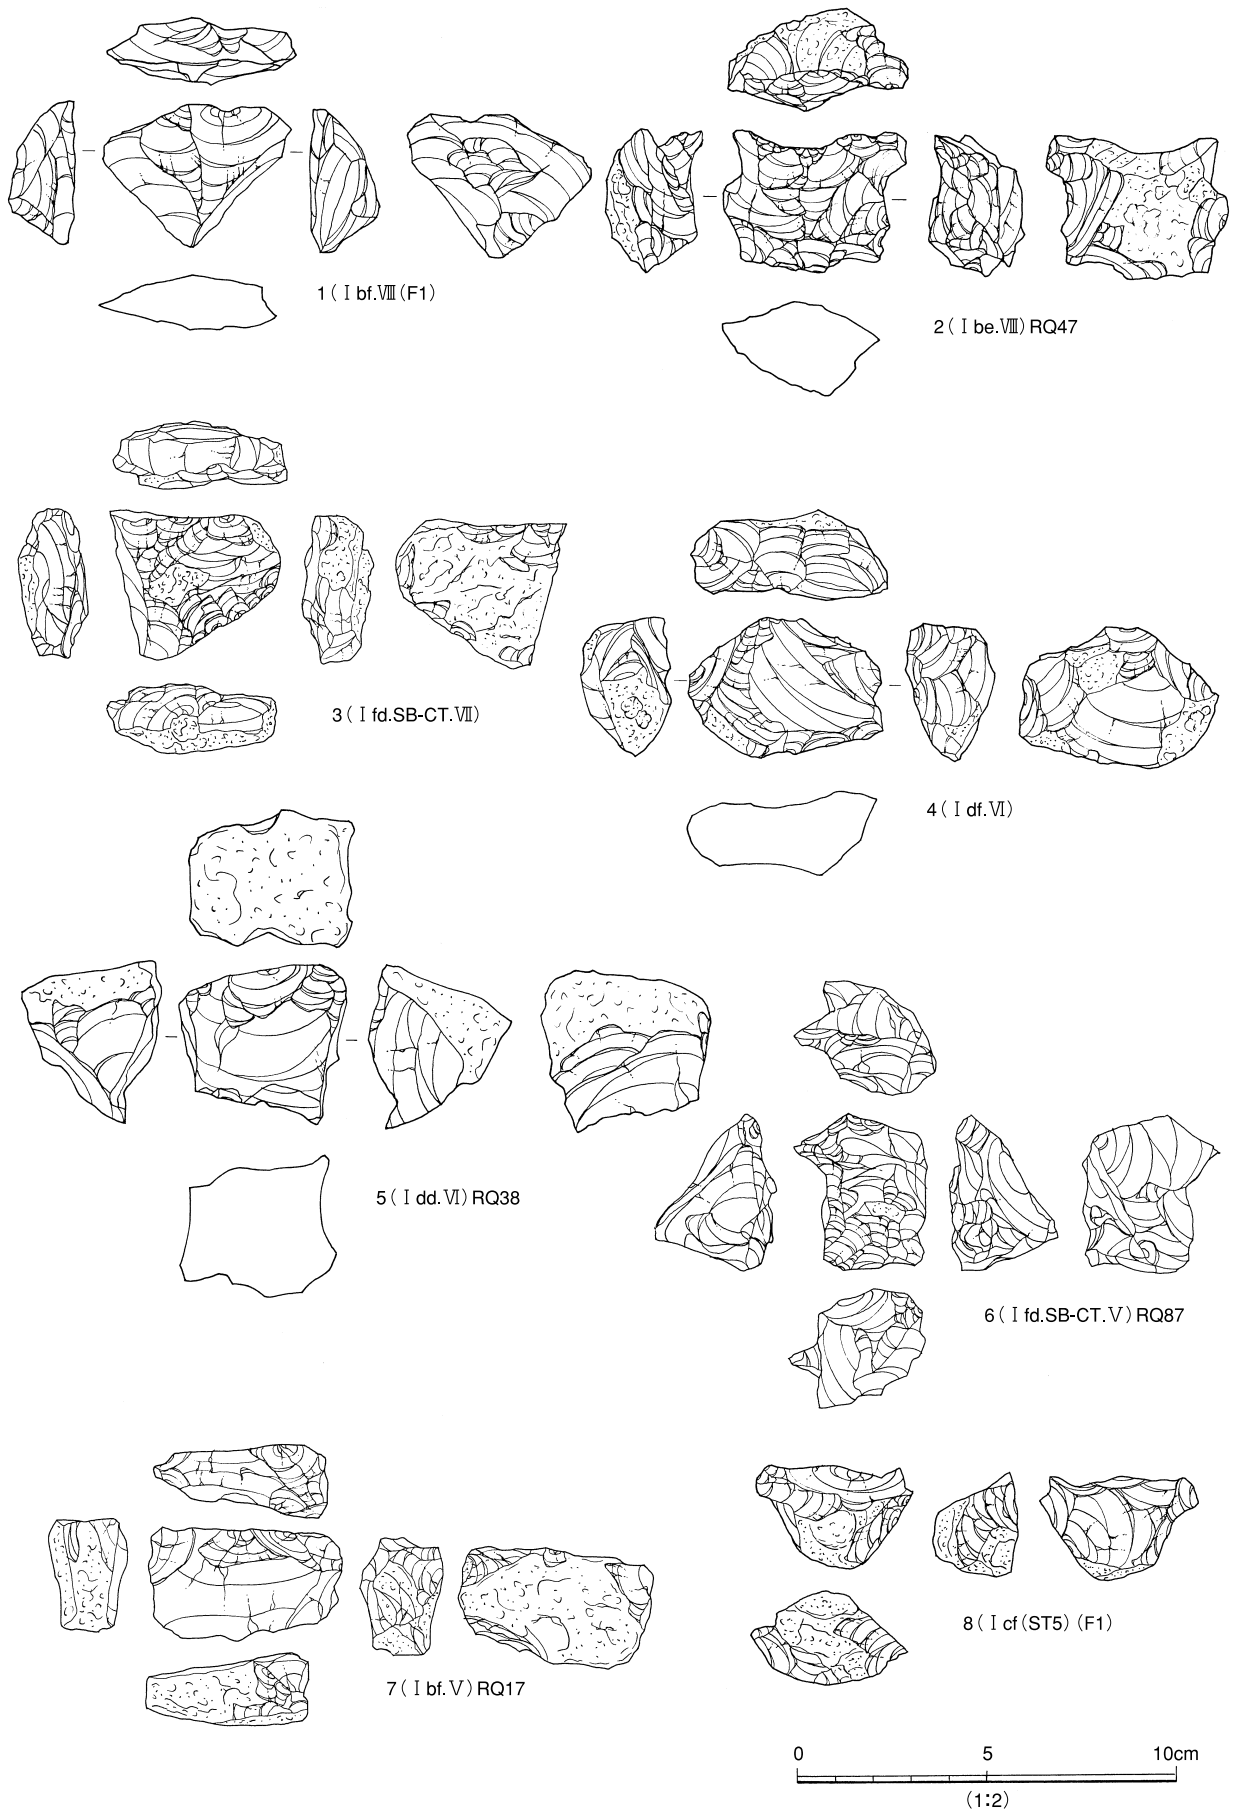 1(Ⅰbf.Ⅷ(F1)
2(Ⅰbe.Ⅷ)RQ47
3(Ⅰfd.SB-CT.Ⅶ)
4(Ⅰdf.Ⅵ)
5(Ⅰdd.Ⅵ)RQ38
6(Ⅰfd.SB-CT.Ⅴ)RQ87
7(Ⅰbf.Ⅴ)RQ17
8(Ⅰcf(ST5)(F1)
0 5 10cm
(1:2)